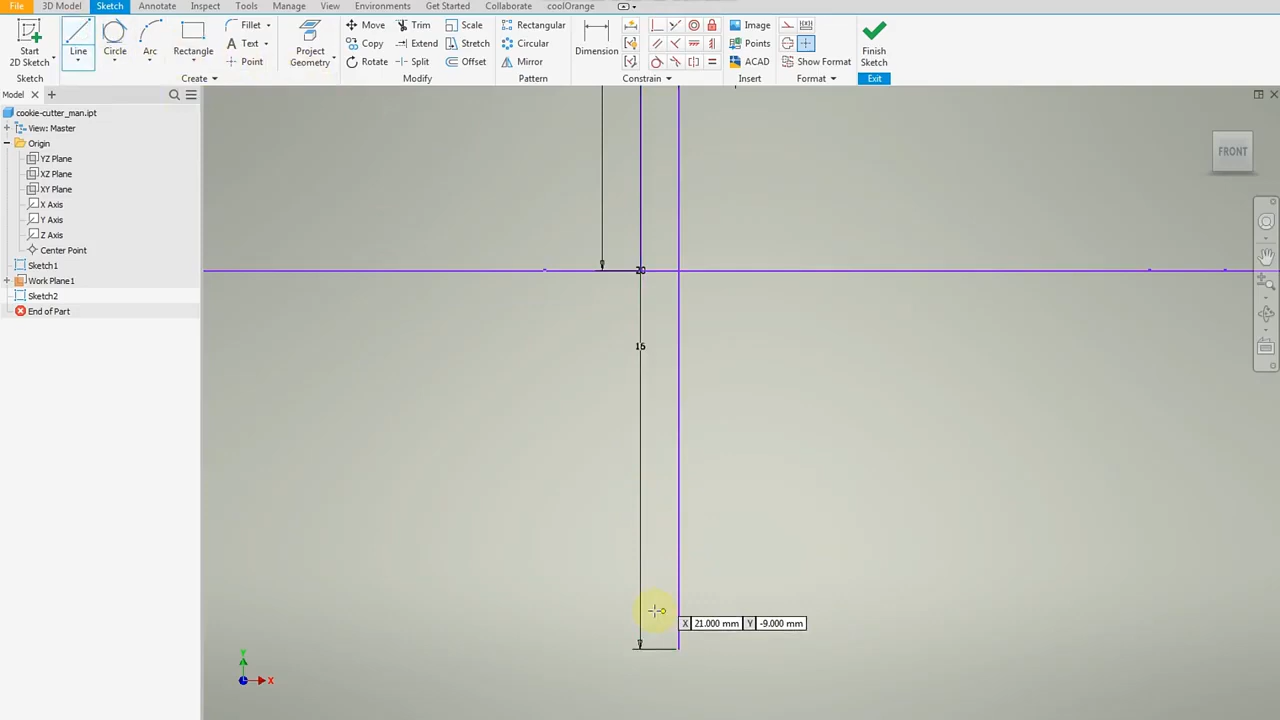 File 3D Model Sketch Annotate Inspect Tools Manage View Environments Get Started Collaborate coolOrange
Start 2D Sketch
Line
Circle
Arc
Rectangle
Fillet
Text
Point
Project Geometry
Move Trim Scale
Copy Extend Stretch
Rotate Split Offset
Rectangular
Circular
Mirror
Dimension
Image
Points
ACAD
Show Format
Finish Sketch
Sketch Create Modify Pattern Constrain Insert Format Exit
Model
cookie-cutter_man.ipt
View: Master
Origin
YZ Plane
XZ Plane
XY Plane
X Axis
Y Axis
Z Axis
Center Point
Sketch1
Work Plane1
Sketch2
End of Part
FRONT
20
16
X 21.000 mm Y -9.000 mm
Y
X